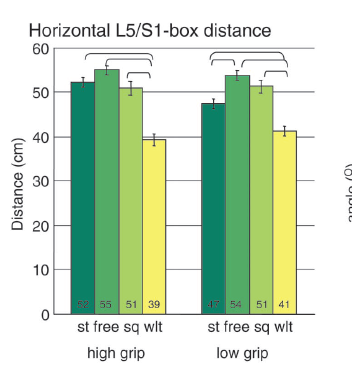 Horizontal L5/S1-box distance
60
50
40
30
20
10
0
Distance (cm)
52 55 51 39
47 54 51 41
st free sq wlt
st free sq wlt
high grip
low grip
angle (º)